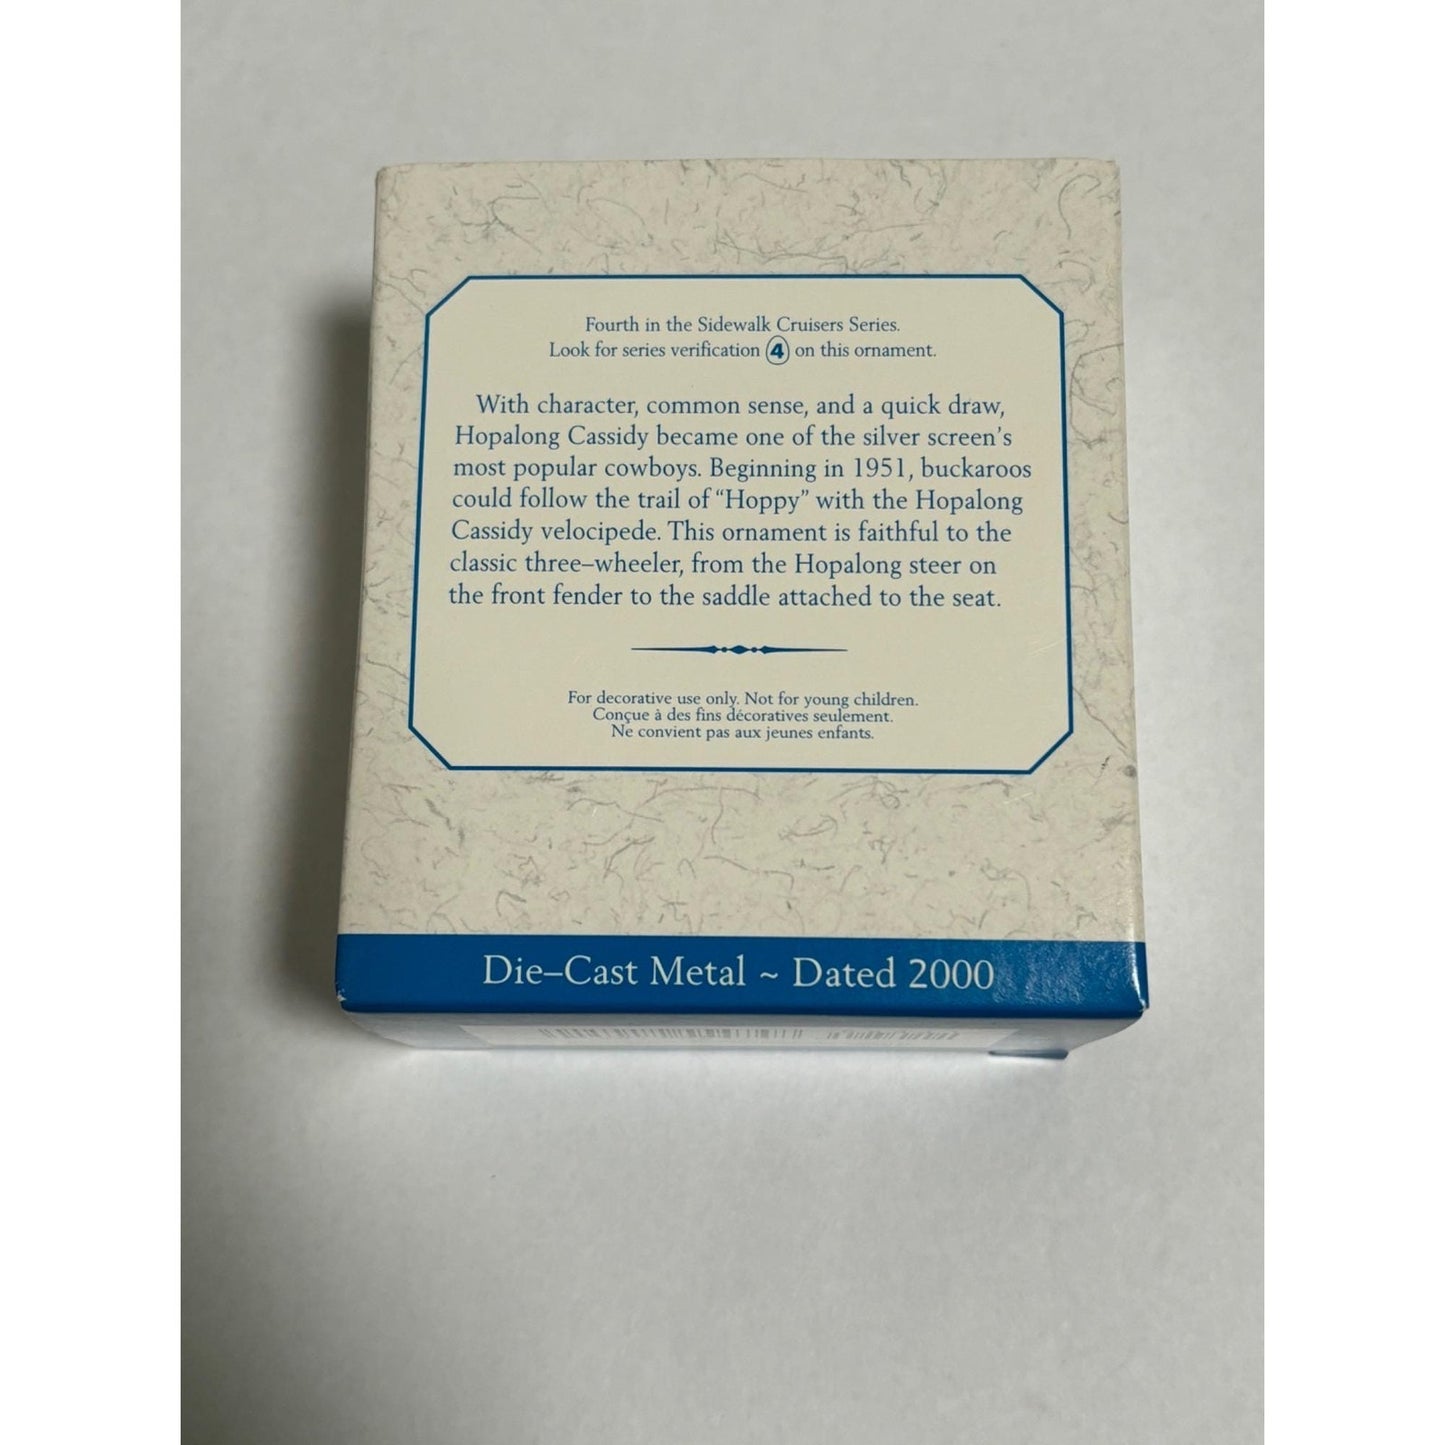 Fourth in the Sidewalk Cruisers Series.
Look for series verification 4 on this ornament.
With character, common sense, and a quick draw,
Hopalong Cassidy became one of the silver screen's
most popular cowboys. Beginning in 1951, buckaroos
could follow the trail of “Hoppy” with the Hopalong
Cassidy velocipede. This ornament is faithful to the
classic three–wheeler, from the Hopalong steer on
the front fender to the saddle attached to the seat.
For decorative use only. Not for young children.
Conçue à des fins décoratives seulement.
Ne convient pas aux jeunes enfants.
Die–Cast Metal ~ Dated 2000